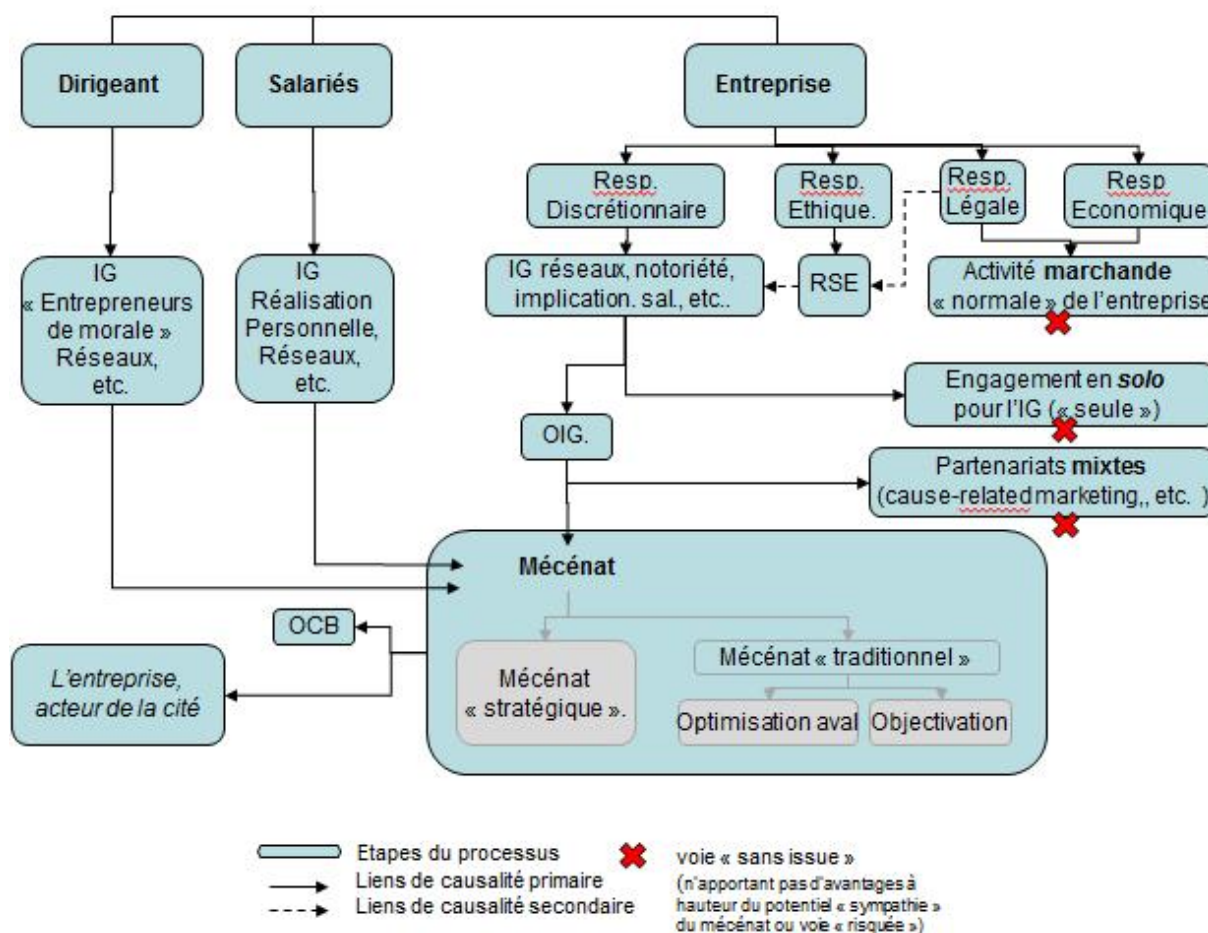 Dirigeant
Salariés
Entreprise
Resp.
Discrétionnaire
Resp.
Ethique.
Resp.
Légale
Resp
Economique
IG
« Entrepreneurs
de morale »
Réseaux,
etc.
IG
Réalisation
Personnelle,
Réseaux,
etc.
IG réseaux, notoriété,
implication. sal., etc..
RSE
Activité marchande
« normale » de l'entreprise
Engagement en solo
pour l'IG (« seule »)
OIG.
Partenariats mixtes
(cause-related marketing,, etc. )
Mécénat
OCB
L'entreprise,
acteur de la cité
Mécénat
« stratégique ».
Mécénat « traditionnel »
Optimisation aval
Objectivation
Etapes du processus
Liens de causalité primaire
Liens de causalité secondaire
voie « sans issue »
(n'apportant pas d'avantages à
hauteur du potentiel « sympathie »
du mécénat ou voie « risquée »)